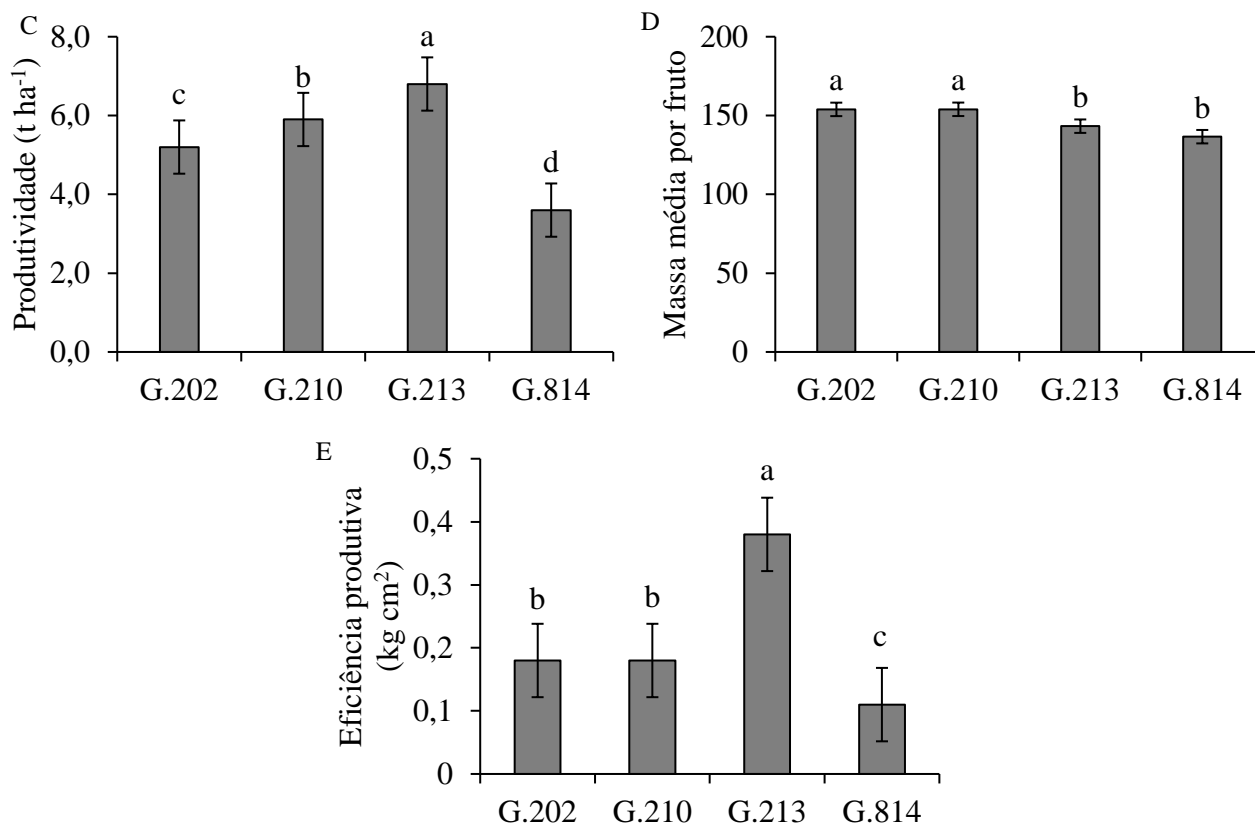 C
Produtividade (t ha⁻¹)
8,0
6,0
4,0
2,0
0,0
c
b
a
d
G.202
G.210
G.213
G.814
D
Massa média por fruto
200
150
100
50
0
a
a
b
b
G.202
G.210
G.213
G.814
E
Eficiência produtiva
(kg cm²)
0,5
0,4
0,3
0,2
0,1
0
b
b
a
c
G.202
G.210
G.213
G.814